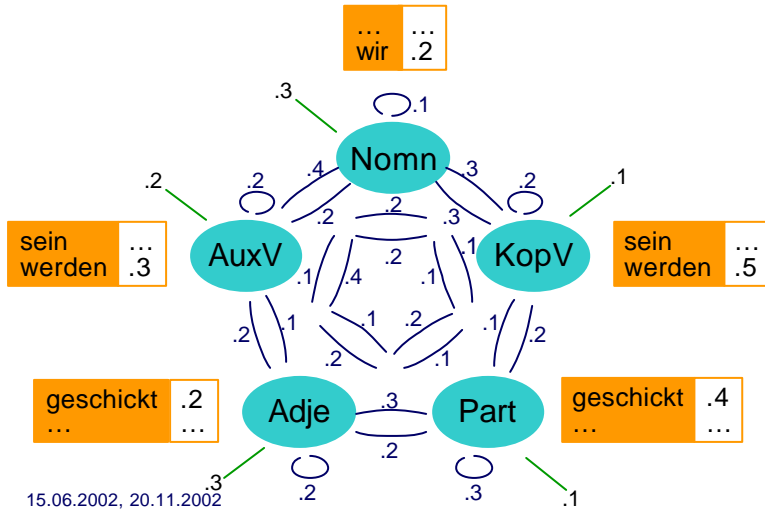 … …
wir .2
.3
.1
Nomn
.4 .3
.2 .2 .2 .1
.2 .2 .3
AuxV KopV
sein …
werden .3
sein …
werden .5
.2
.1 .4 .1 .1
.2 .1 .1 .2 .1 .2
.2 .1
geschickt .2
… …
Adje
.3
Part
geschickt .4
… …
.2
.3 .2 .3 .1
15.06.2002, 20.11.2002